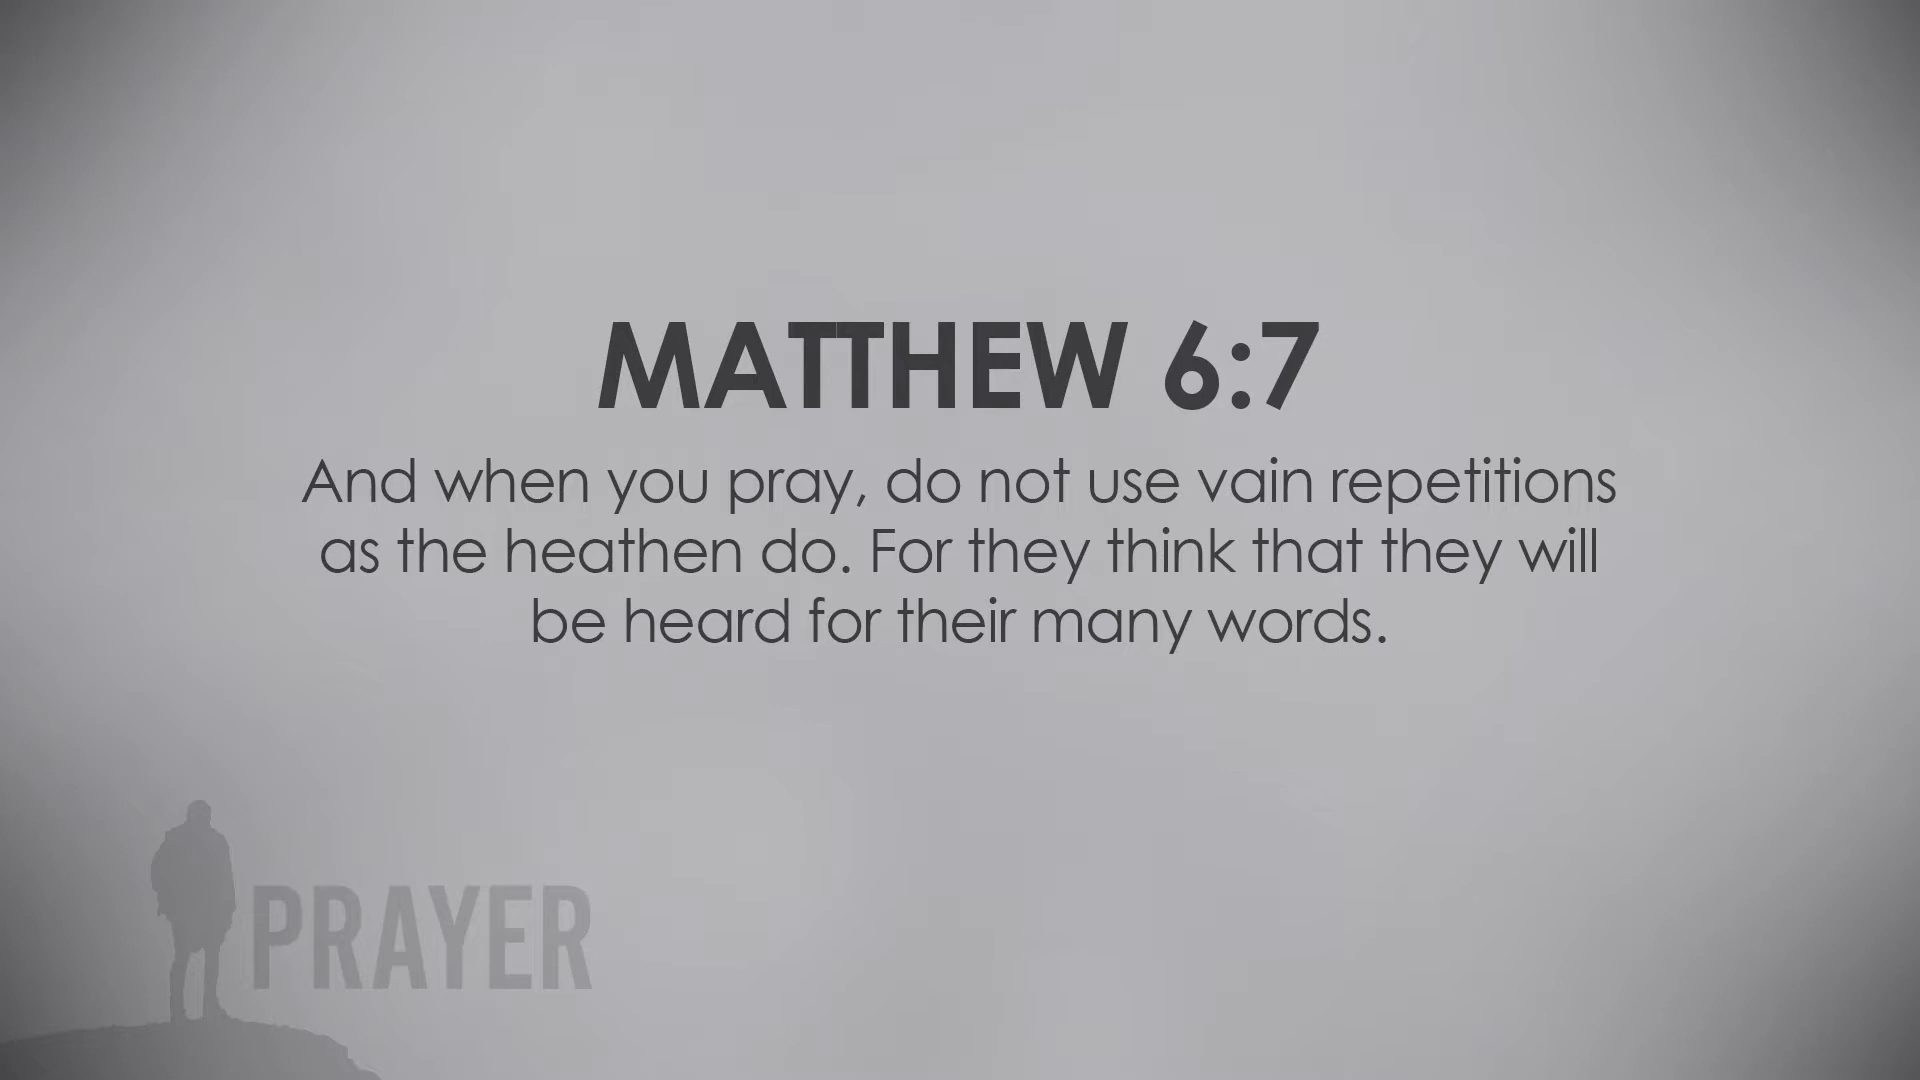 MATTHEW 6:7
And when you pray, do not use vain repetitions
as the heathen do. For they think that they will
be heard for their many words.
PRAYER